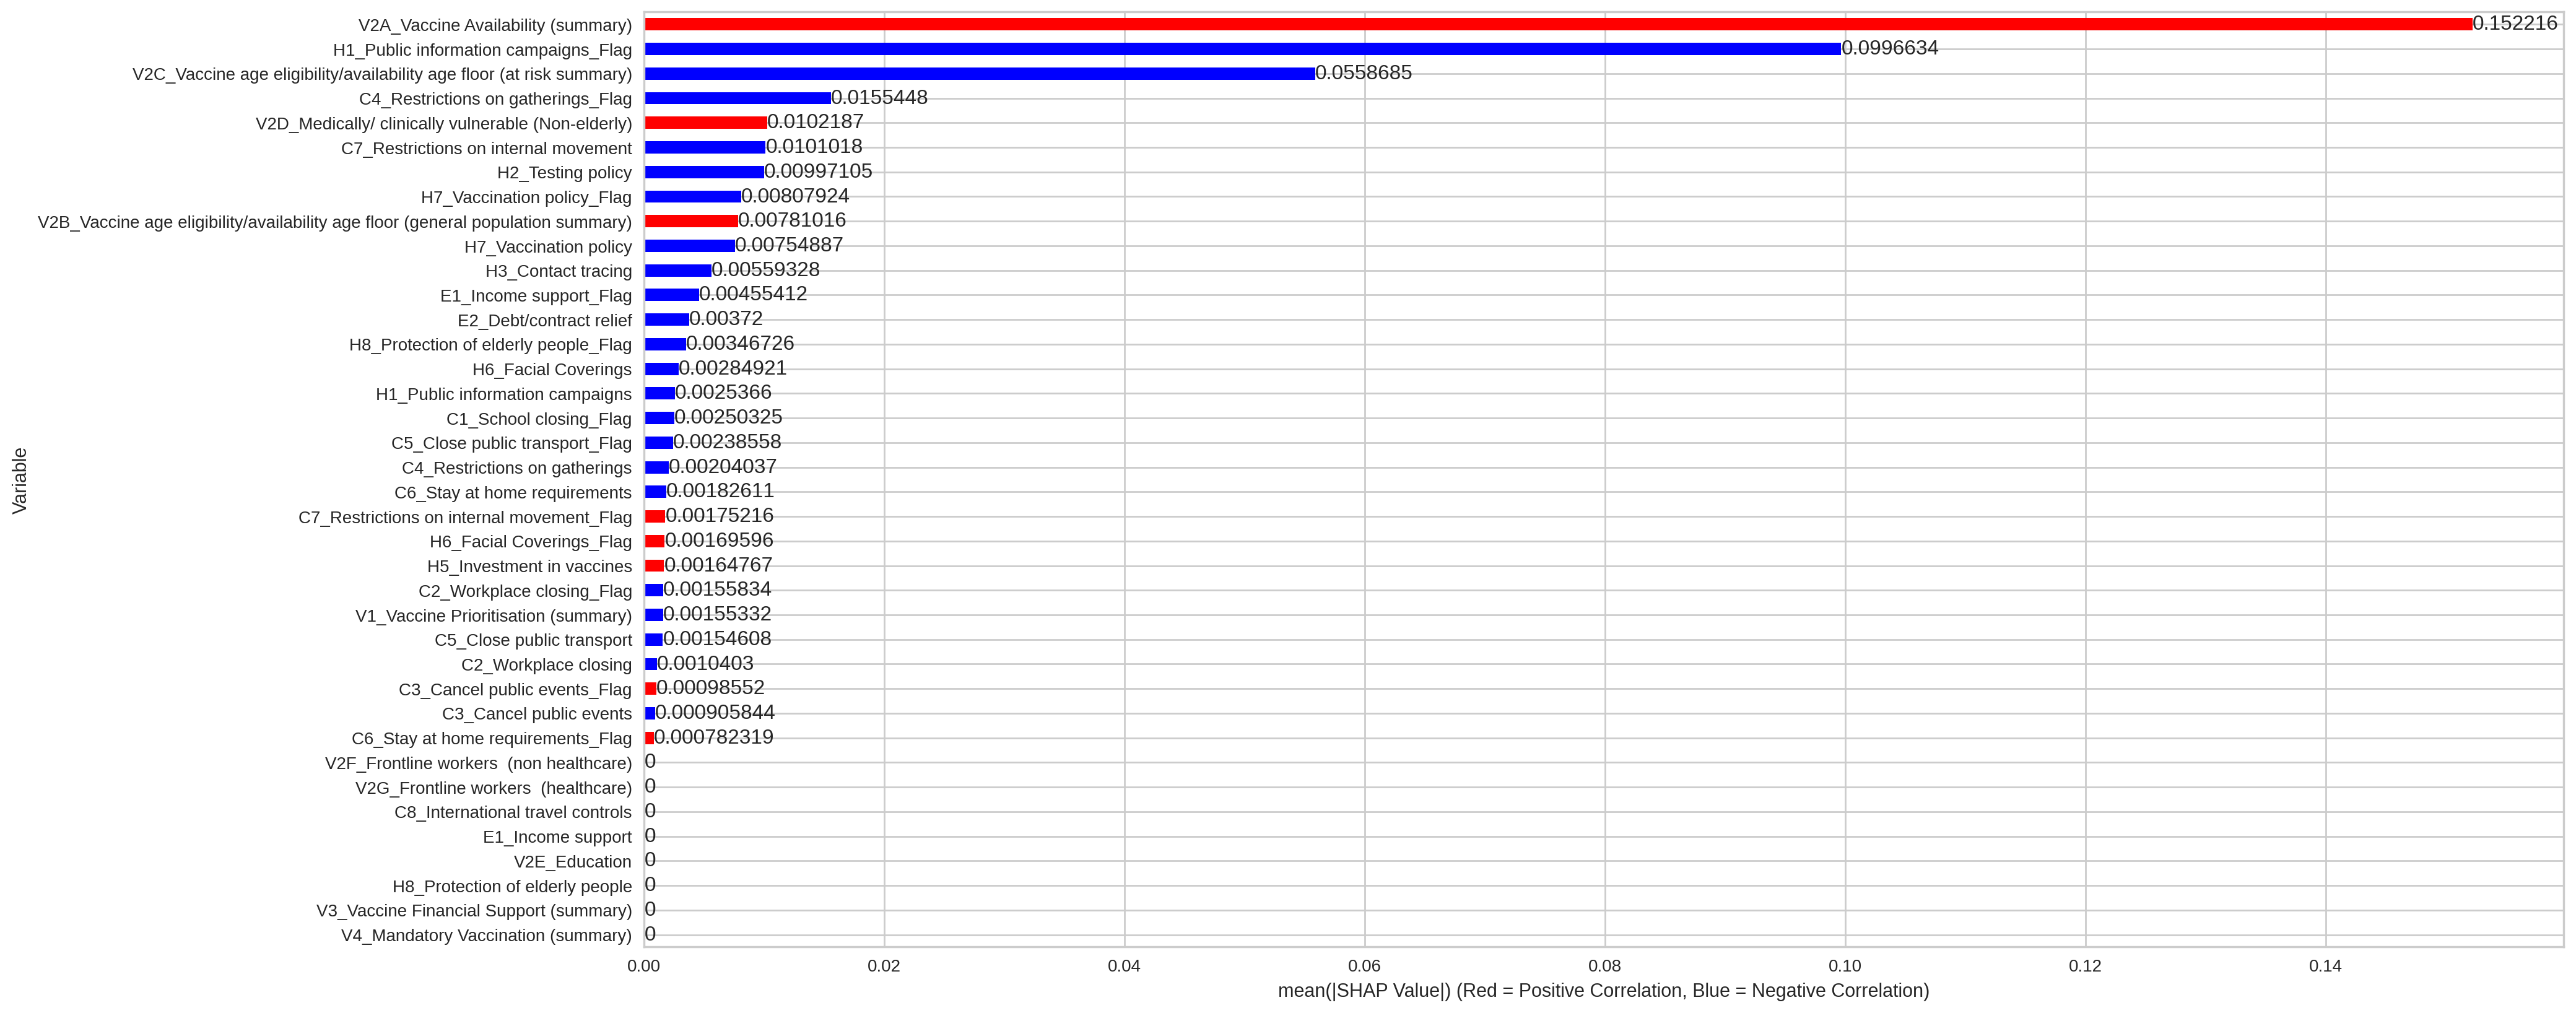 V2A_Vaccine Availability (summary) 0.152216
H1_Public information campaigns_Flag 0.0996634
V2C_Vaccine age eligibility/availability age floor (at risk summary) 0.0558685
C4_Restrictions on gatherings_Flag 0.0155448
V2D_Medically/ clinically vulnerable (Non-elderly) 0.0102187
C7_Restrictions on internal movement 0.0101018
H2_Testing policy 0.00997105
H7_Vaccination policy_Flag 0.00807924
V2B_Vaccine age eligibility/availability age floor (general population summary) 0.00781016
H7_Vaccination policy 0.00754887
H3_Contact tracing 0.00559328
E1_Income support_Flag 0.00455412
E2_Debt/contract relief 0.00372
H8_Protection of elderly people_Flag 0.00346726
H6_Facial Coverings 0.00284921
H1_Public information campaigns 0.0025366
C1_School closing_Flag 0.00250325
C5_Close public transport_Flag 0.00238558
C4_Restrictions on gatherings 0.00204037
C6_Stay at home requirements 0.00182611
C7_Restrictions on internal movement_Flag 0.00175216
H6_Facial Coverings_Flag 0.00169596
H5_Investment in vaccines 0.00164767
C2_Workplace closing_Flag 0.00155834
V1_Vaccine Prioritisation (summary) 0.00155332
C5_Close public transport 0.00154608
C2_Workplace closing 0.0010403
C3_Cancel public events_Flag 0.00098552
C3_Cancel public events 0.000905844
C6_Stay at home requirements_Flag 0.000782319
V2F_Frontline workers  (non healthcare) 0
V2G_Frontline workers  (healthcare) 0
C8_International travel controls 0
E1_Income support 0
V2E_Education 0
H8_Protection of elderly people 0
V3_Vaccine Financial Support (summary) 0
V4_Mandatory Vaccination (summary) 0
Variable
0.00 0.02 0.04 0.06 0.08 0.10 0.12 0.14
mean(|SHAP Value|) (Red = Positive Correlation, Blue = Negative Correlation)